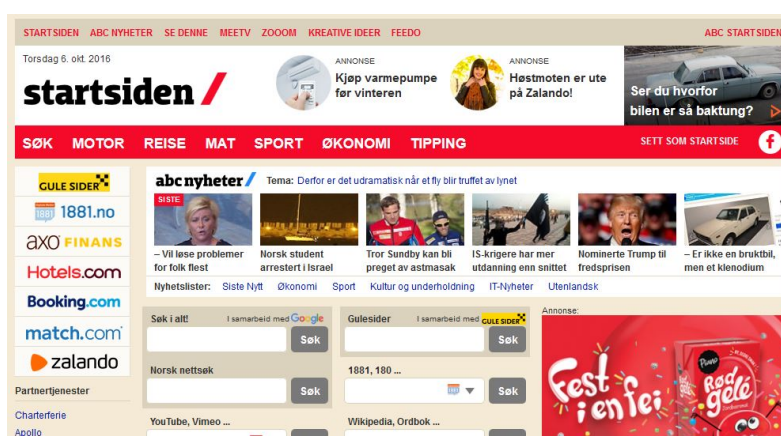 STARTSIDEN ABC NYHETER SE DENNE MEETV ZOOOM KREATIVE IDEER FEEDO ABC STARTSIDEN
Torsdag 6. okt. 2016
startsiden /
ANNONSE
Kjøp varmepumpe
før vinteren
ANNONSE
Høstmoten er ute
på Zalando!
Ser du hvorfor
bilen er så baktung?
SØK MOTOR REISE MAT SPORT ØKONOMI TIPPING SETT SOM STARTSIDE f
GULE SIDER
1881 1881.no
AXO FINANS
Hotels.com
Booking.com
match.com
zalando
Partnertjenester
Charterferie
Apollo
abc nyheter / Tema: Derfor er det udramatisk når et fly blir truffet av lynet
SISTE
– Vil løse problemer
for folk flest
Norsk student
arrestert i Israel
Tror Sundby kan bli
preget av astmasak
IS-krigere har mer
utdanning enn snittet
Nominerte Trump til
fredsprisen
– Er ikke en bruktbil,
men et klenodium
Nyhetslister: Siste Nytt Økonomi Sport Kultur og underholdning IT-Nyheter Utenlandsk
Søk i alt! I samarbeid med Google
Søk
Gulesider I samarbeid med GULE SIDER
Søk
Norsk nettsøk
Søk
1881, 180 ...
Søk
YouTube, Vimeo ...
Wikipedia, Ordbok ...
Annonse:
Fest
i en fei
Piano
Rød
gelé